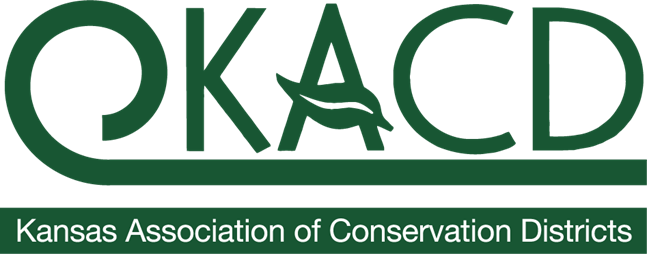 KACD
Kansas Association of Conservation Districts